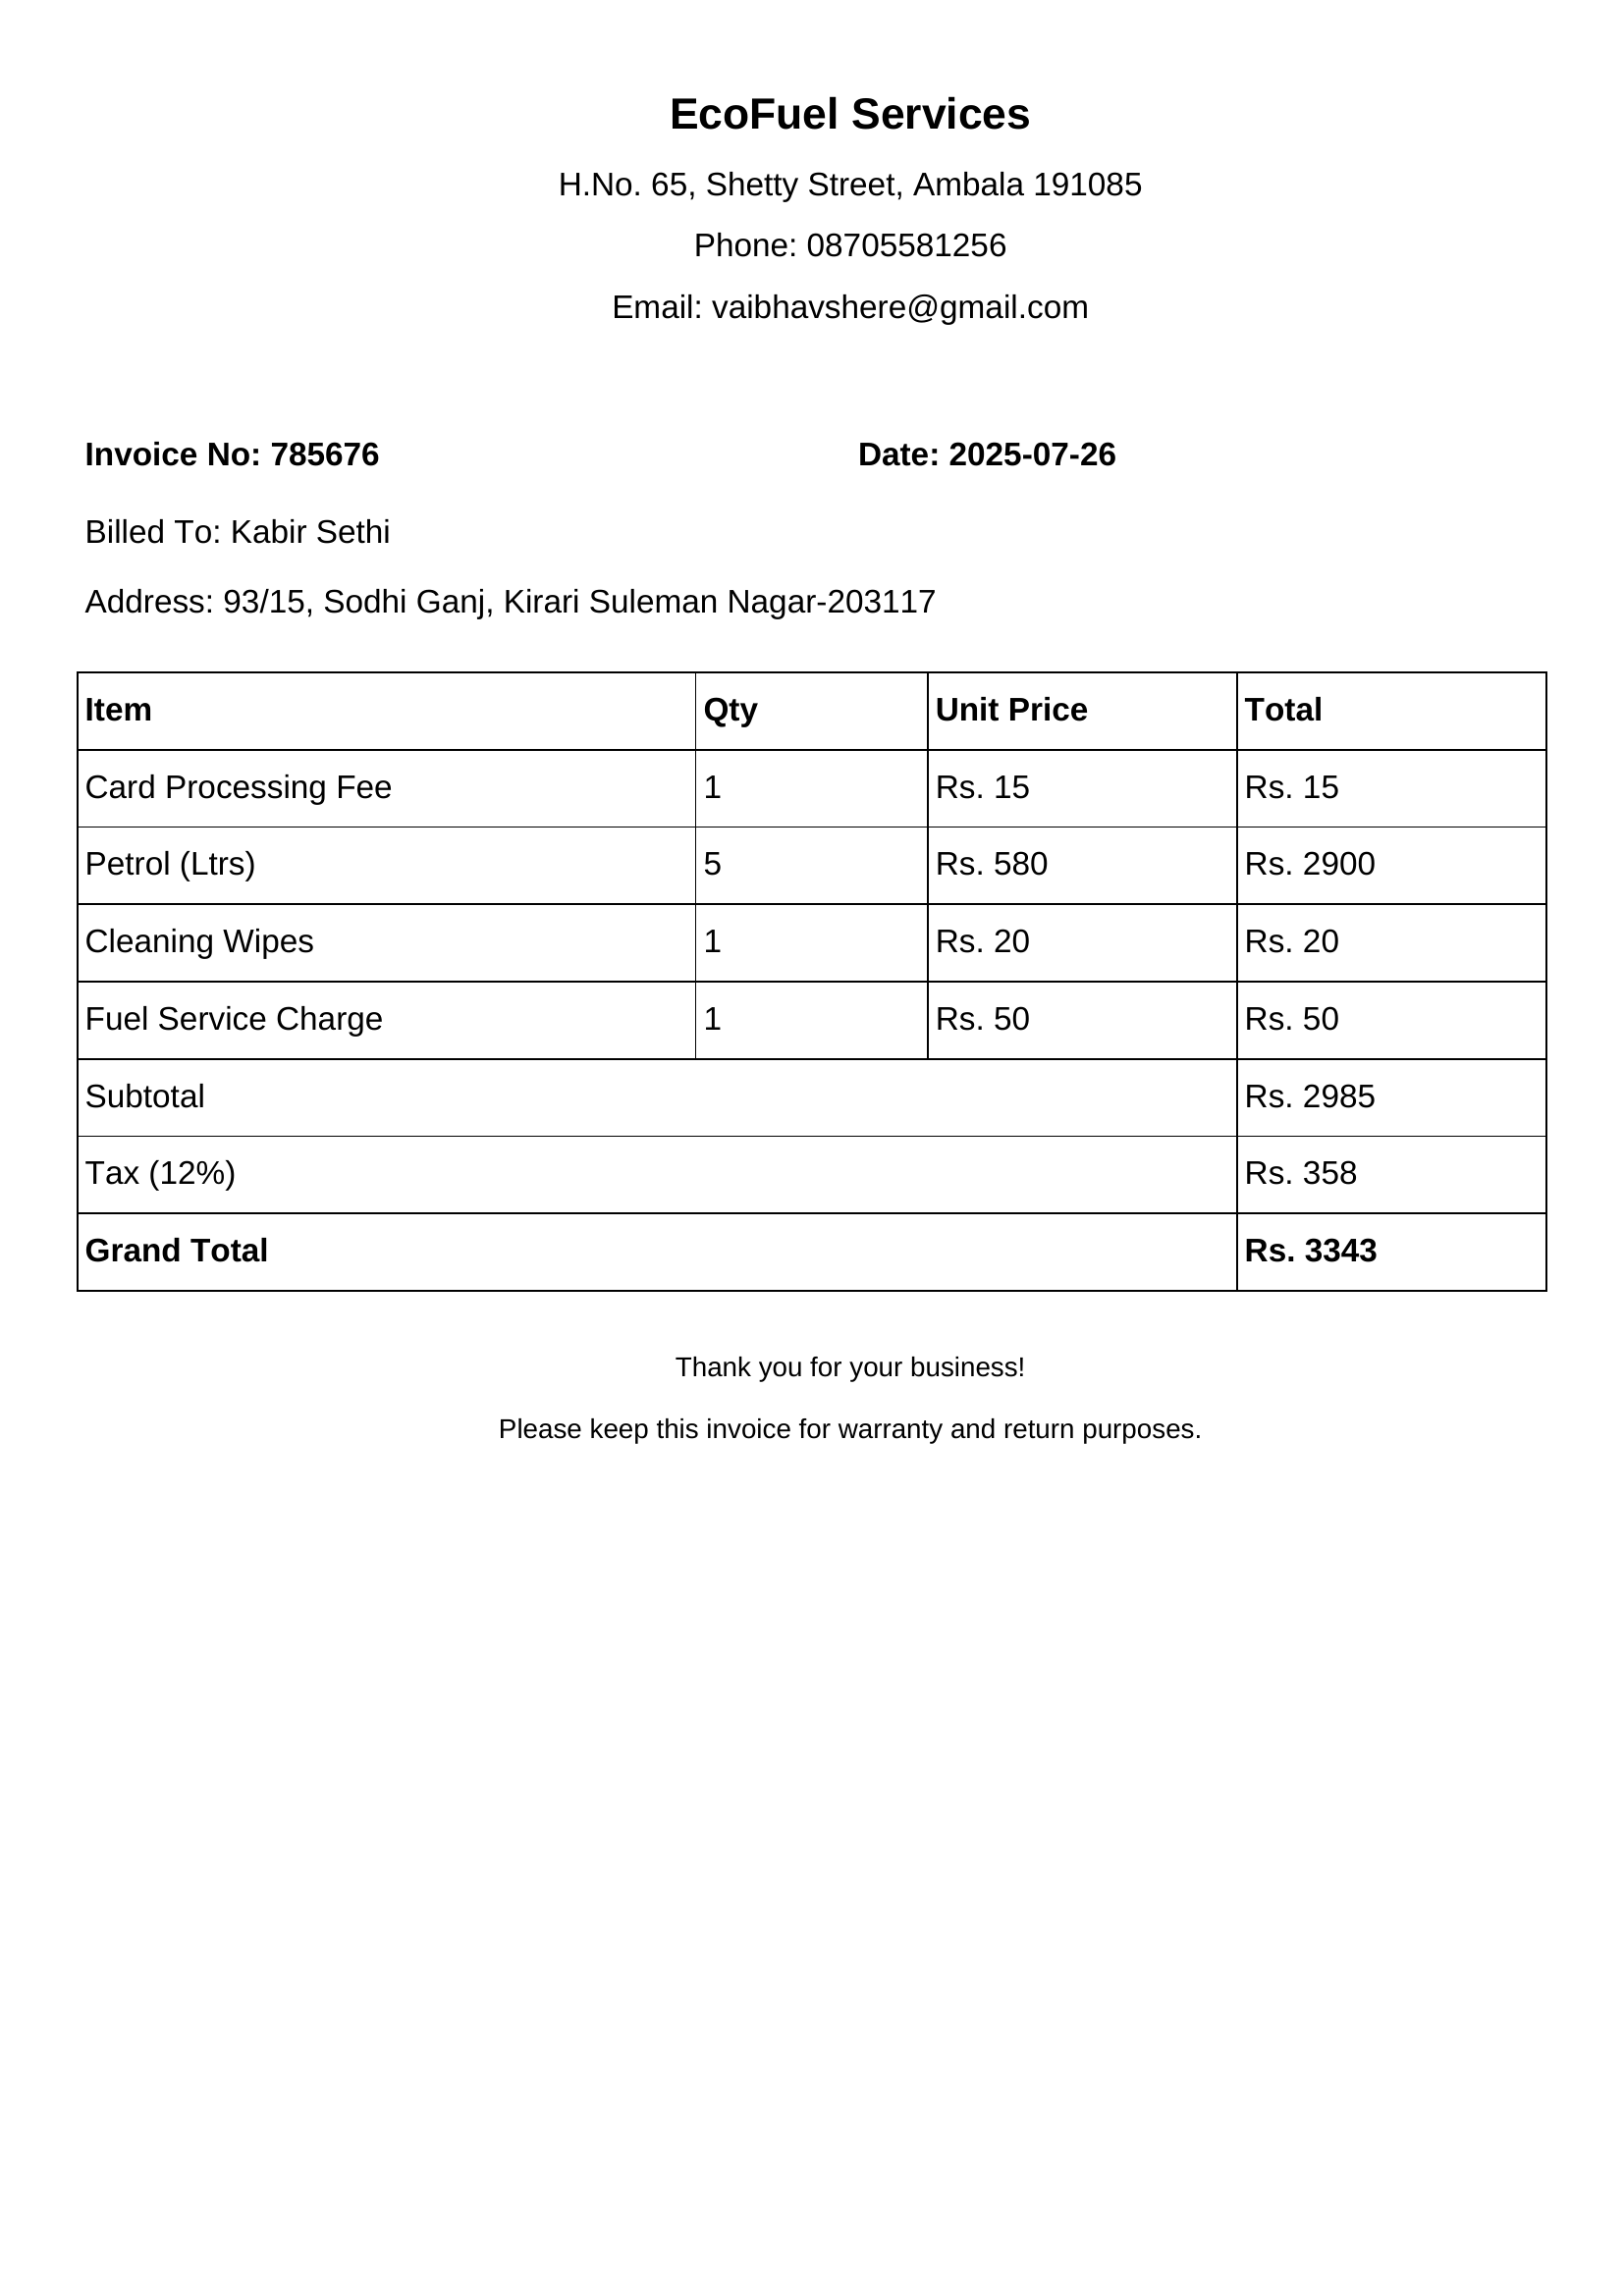 EcoFuel Services
H.No. 65, Shetty Street, Ambala 191085
Phone: 08705581256
Email: vaibhavshere@gmail.com
Invoice No: 785676 Date: 2025-07-26
Billed To: Kabir Sethi
Address: 93/15, Sodhi Ganj, Kirari Suleman Nagar-203117
Item Qty Unit Price Total
Card Processing Fee 1 Rs. 15 Rs. 15
Petrol (Ltrs) 5 Rs. 580 Rs. 2900
Cleaning Wipes 1 Rs. 20 Rs. 20
Fuel Service Charge 1 Rs. 50 Rs. 50
Subtotal Rs. 2985
Tax (12%) Rs. 358
Grand Total Rs. 3343
Thank you for your business!
Please keep this invoice for warranty and return purposes.